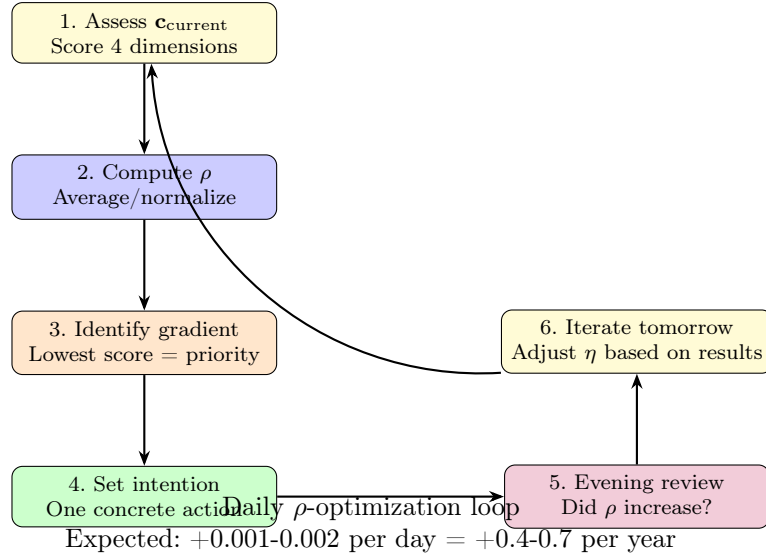 1. Assess c_current
Score 4 dimensions
2. Compute ρ
Average/normalize
3. Identify gradient
Lowest score = priority
4. Set intention
One concrete action
5. Evening review
Did ρ increase?
6. Iterate tomorrow
Adjust η based on results
Daily ρ-optimization loop
Expected: +0.001-0.002 per day = +0.4-0.7 per year